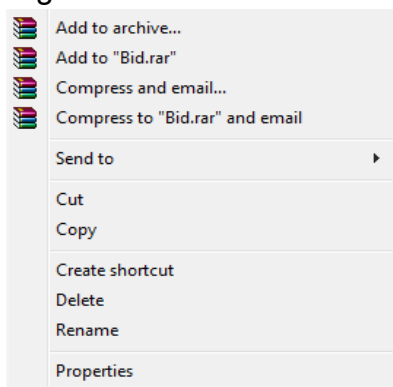 Add to archive...
Add to "Bid.rar"
Compress and email...
Compress to "Bid.rar" and email
Send to
Cut
Copy
Create shortcut
Delete
Rename
Properties